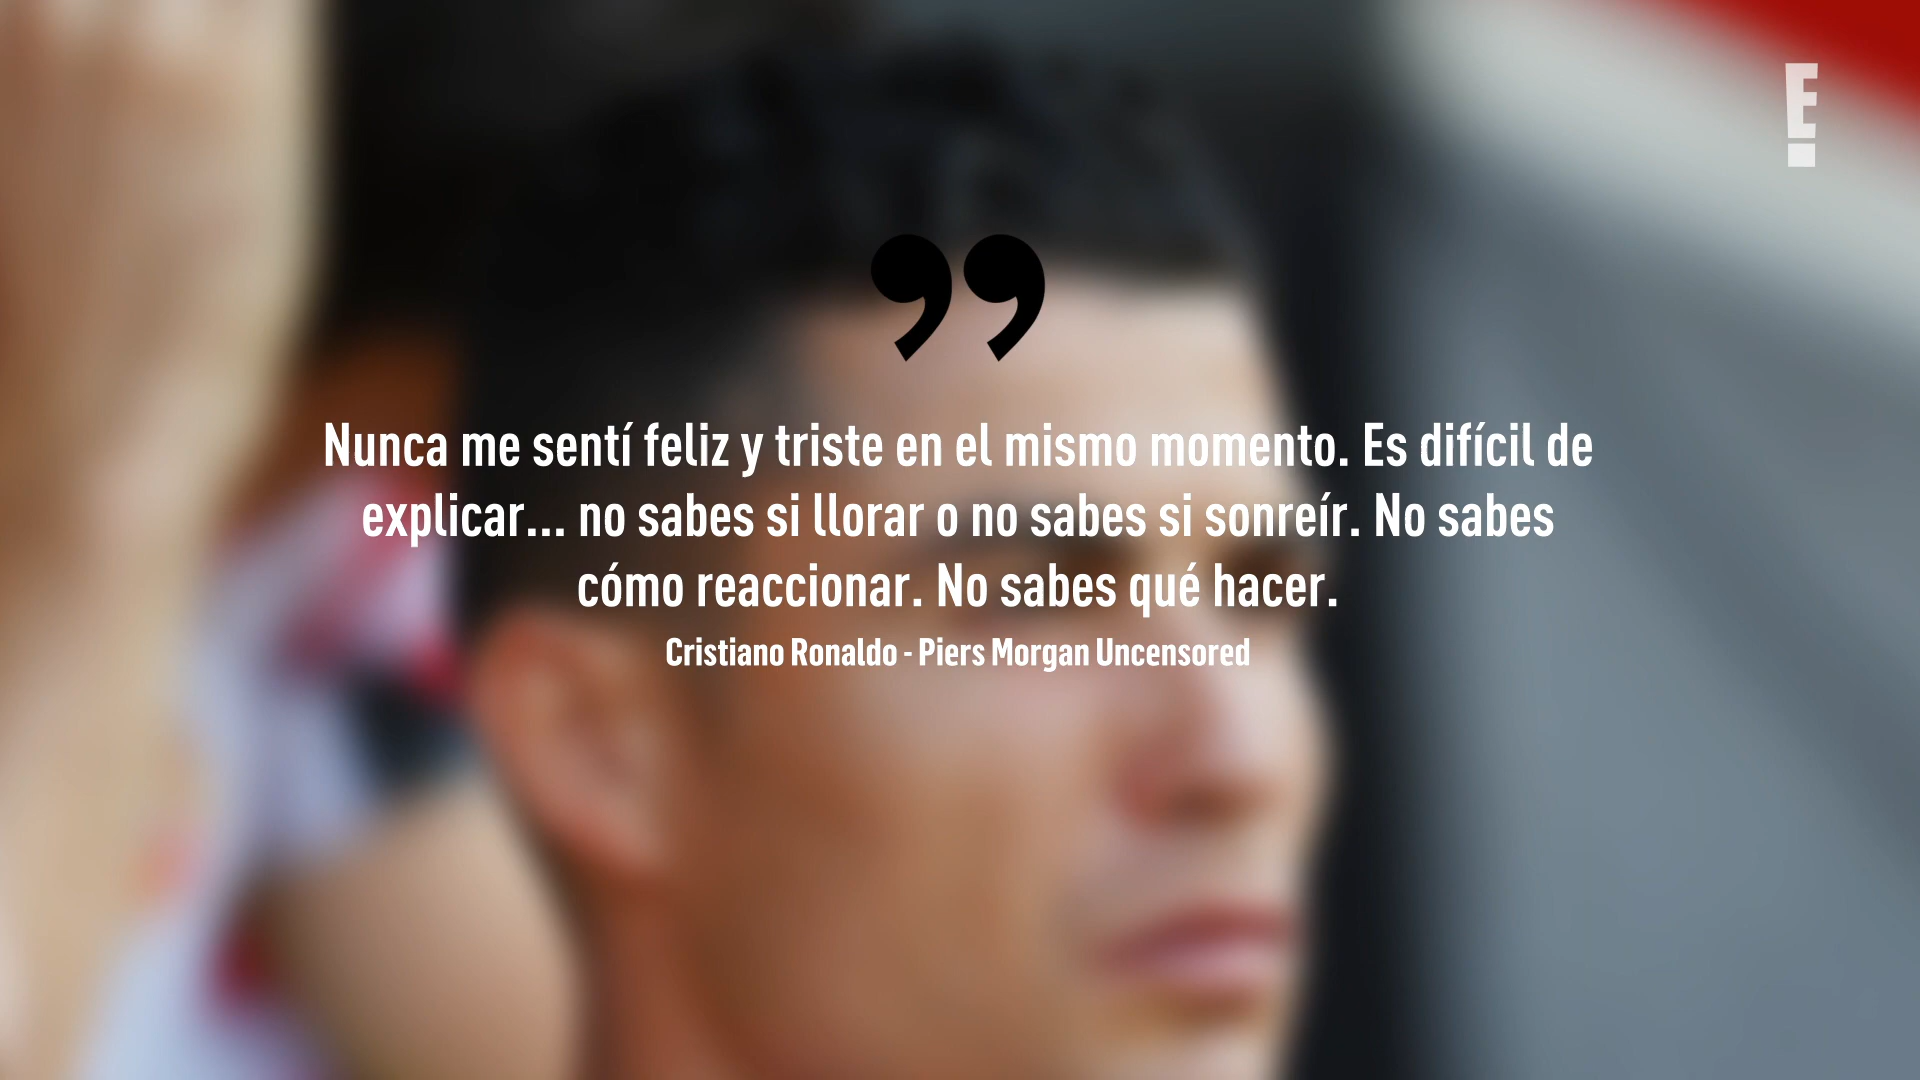 E!
”
Nunca me sentí feliz y triste en el mismo momento. Es difícil de
explicar... no sabes si llorar o no sabes si sonreír. No sabes
cómo reaccionar. No sabes qué hacer.
Cristiano Ronaldo - Piers Morgan Uncensored